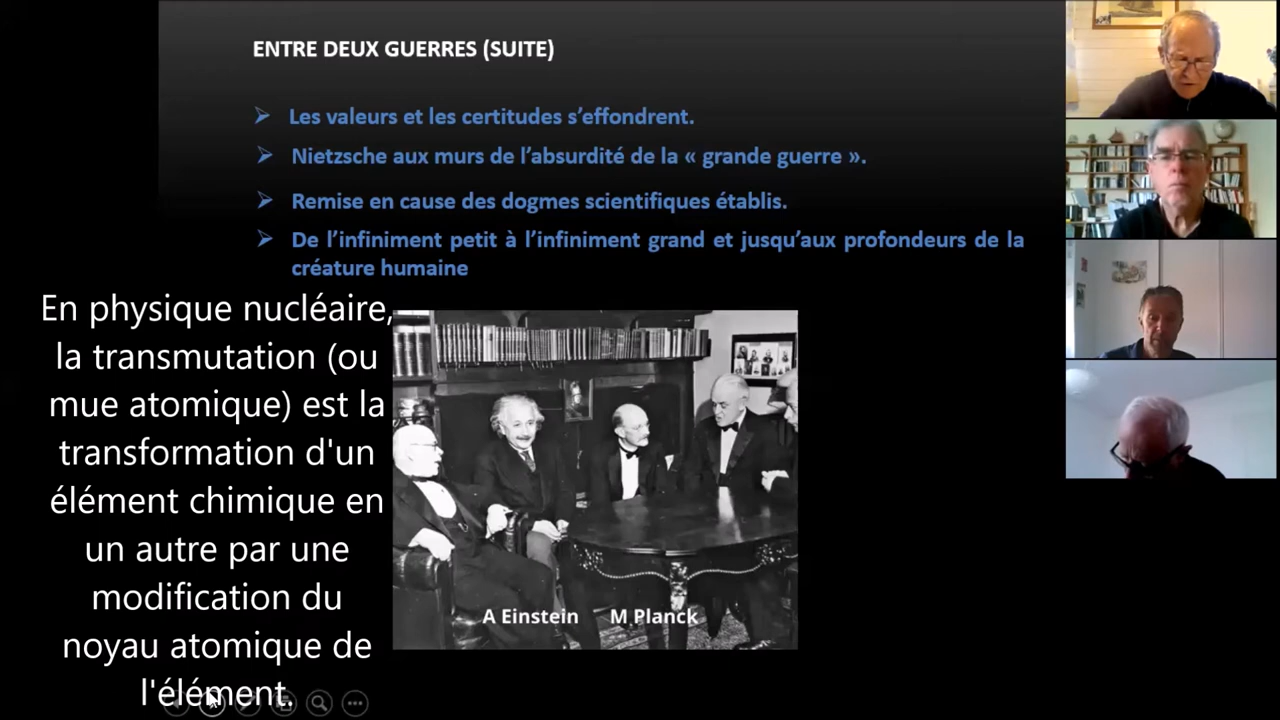 ENTRE DEUX GUERRES (SUITE)
Les valeurs et les certitudes s’effondrent.
Nietzsche aux murs de l’absurdité de la « grande guerre ».
Remise en cause des dogmes scientifiques établis.
De l’infiniment petit à l’infiniment grand et jusqu’aux profondeurs de la
créature humaine
En physique nucléaire,
la transmutation (ou
mue atomique) est la
transformation d'un
élément chimique en
un autre par une
modification du
noyau atomique de
l'élément.
A Einstein M Planck